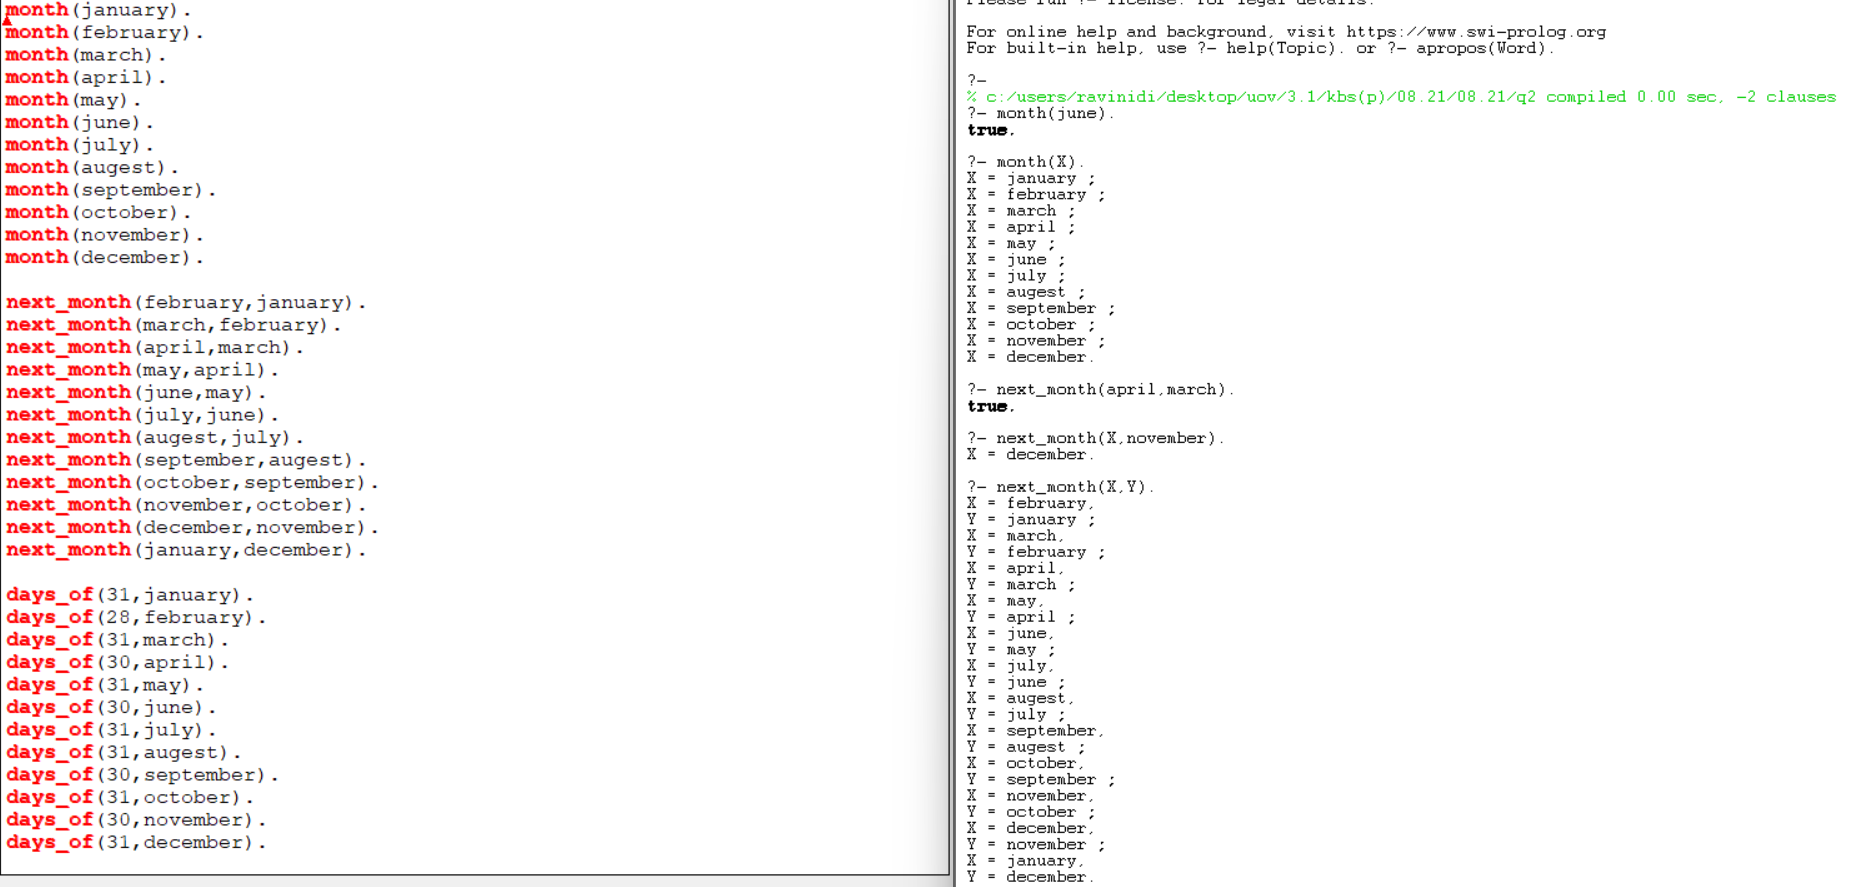 month(january).
month(february).
month(march).
month(april).
month(may).
month(june).
month(july).
month(augest).
month(september).
month(october).
month(november).
month(december).
next_month(february,january).
next_month(march,february).
next_month(april,march).
next_month(may,april).
next_month(june,may).
next_month(july,june).
next_month(augest,july).
next_month(september,augest).
next_month(october,september).
next_month(november,october).
next_month(december,november).
next_month(january,december).
days_of(31,january).
days_of(28,february).
days_of(31,march).
days_of(30,april).
days_of(31,may).
days_of(30,june).
days_of(31,july).
days_of(31,augest).
days_of(30,september).
days_of(31,october).
days_of(30,november).
days_of(31,december).
Please run ?- license. for legal details.
For online help and background, visit https://www.swi-prolog.org
For built-in help, use ?- help(Topic). or ?- apropos(Word).
?-
% c:/users/ravinidi/desktop/uov/3.1/kbs(p)/08.21/08.21/q2 compiled 0.00 sec, -2 clauses
?- month(june).
true.
?- month(X).
X = january ;
X = february ;
X = march ;
X = april ;
X = may ;
X = june ;
X = july ;
X = augest ;
X = september ;
X = october ;
X = november ;
X = december.
?- next_month(april,march).
true.
?- next_month(X,november).
X = december.
?- next_month(X,Y).
X = february,
Y = january ;
X = march,
Y = february ;
X = april,
Y = march ;
X = may,
Y = april ;
X = june,
Y = may ;
X = july,
Y = june ;
X = augest,
Y = july ;
X = september,
Y = augest ;
X = october,
Y = september ;
X = november,
Y = october ;
X = december,
Y = november ;
X = january,
Y = december.